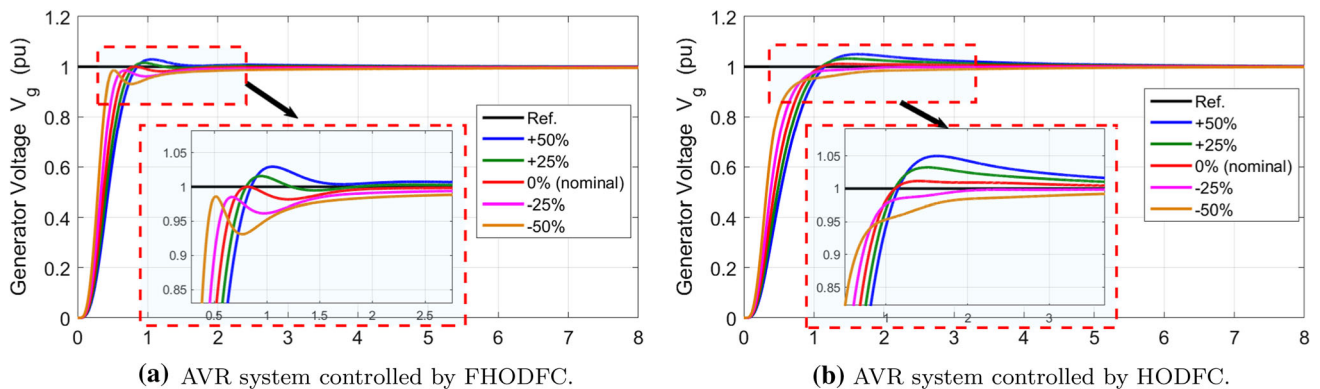 1.2
1
0.8
0.6
0.4
0.2
0
Generator Voltage V_g (pu)
Ref.
+50%
+25%
0% (nominal)
-25%
-50%
1.05
1
0.95
0.9
0.85
0.5 1 1.5 2 2.5
0 1 2 3 4 5 6 7 8
(a) AVR system controlled by FHODFC.
1.2
1
0.8
0.6
0.4
0.2
0
Generator Voltage V_g (pu)
Ref.
+50%
+25%
0% (nominal)
-25%
-50%
1.05
1
0.95
0.9
0.85
1 2 3
0 1 2 3 4 5 6 7 8
(b) AVR system controlled by HODFC.